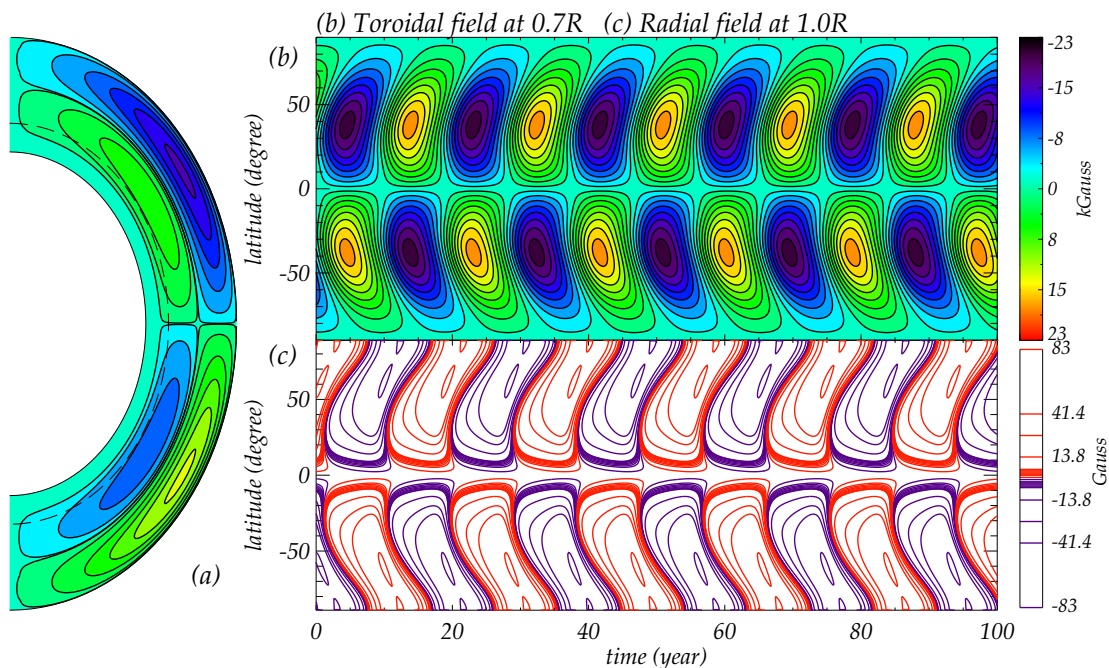 (b) Toroidal field at 0.7R (c) Radial field at 1.0R
(b)
50
0
-50
latitude (degree)
-23
-15
-8
0
8
15
23
kGauss
(c)
50
0
-50
latitude (degree)
83
41.4
13.8
-13.8
-41.4
-83
Gauss
(a)
0 20 40 60 80 100
time (year)